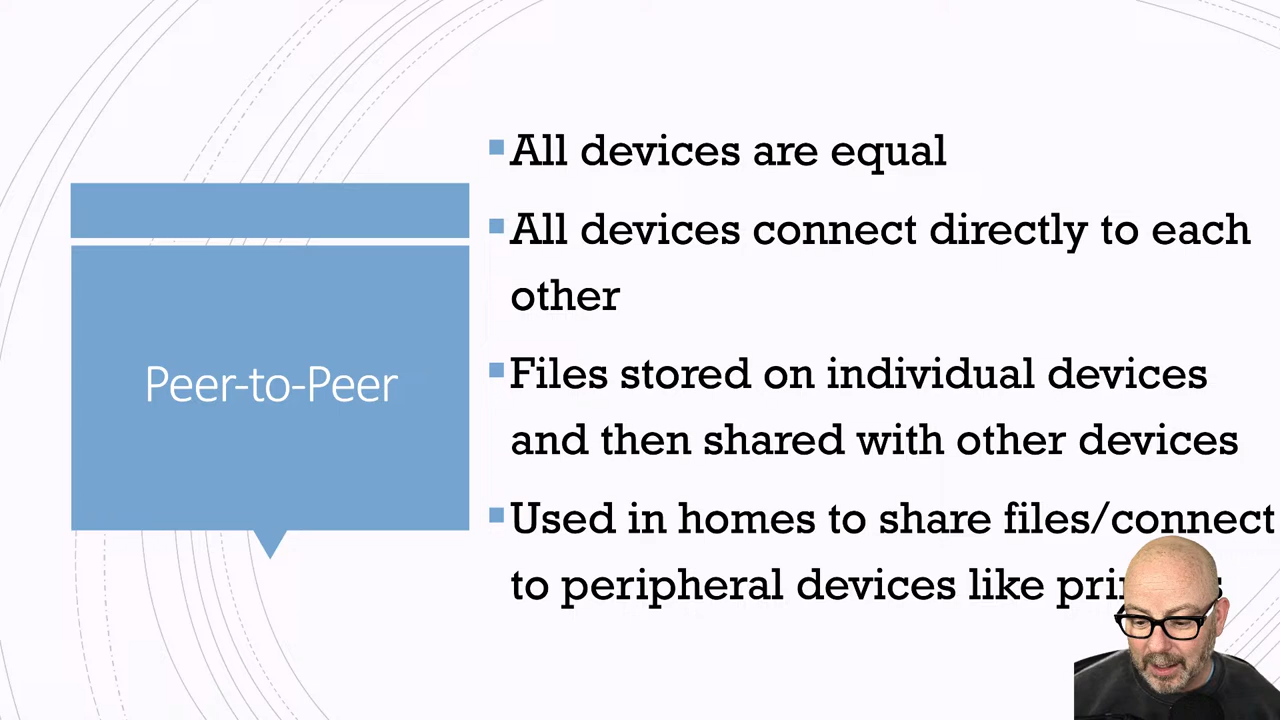 Peer-to-Peer
All devices are equal
All devices connect directly to each
other
Files stored on individual devices
and then shared with other devices
Used in homes to share files/connect
to peripheral devices like